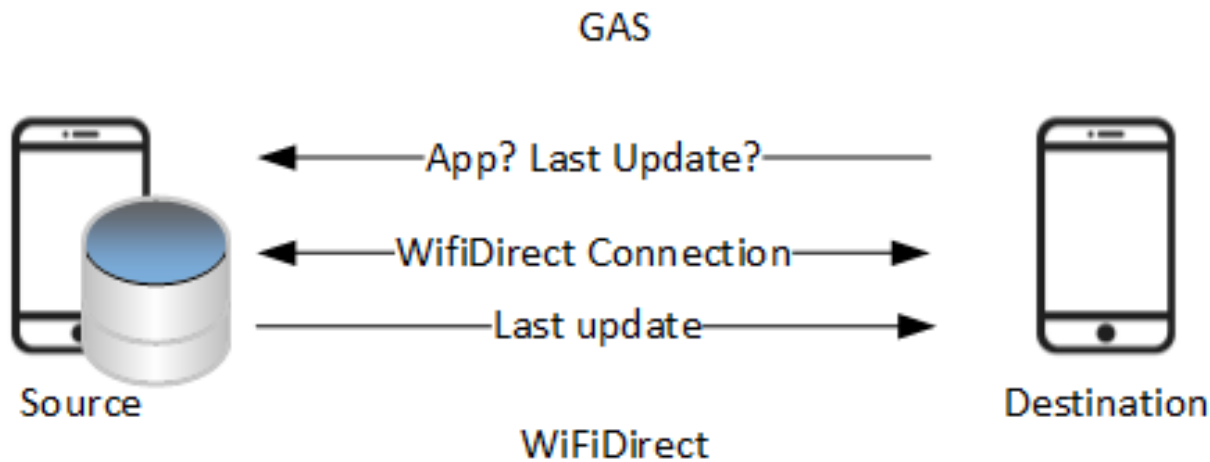 GAS
App? Last Update?
WifiDirect Connection
Last update
Source
Destination
WiFiDirect